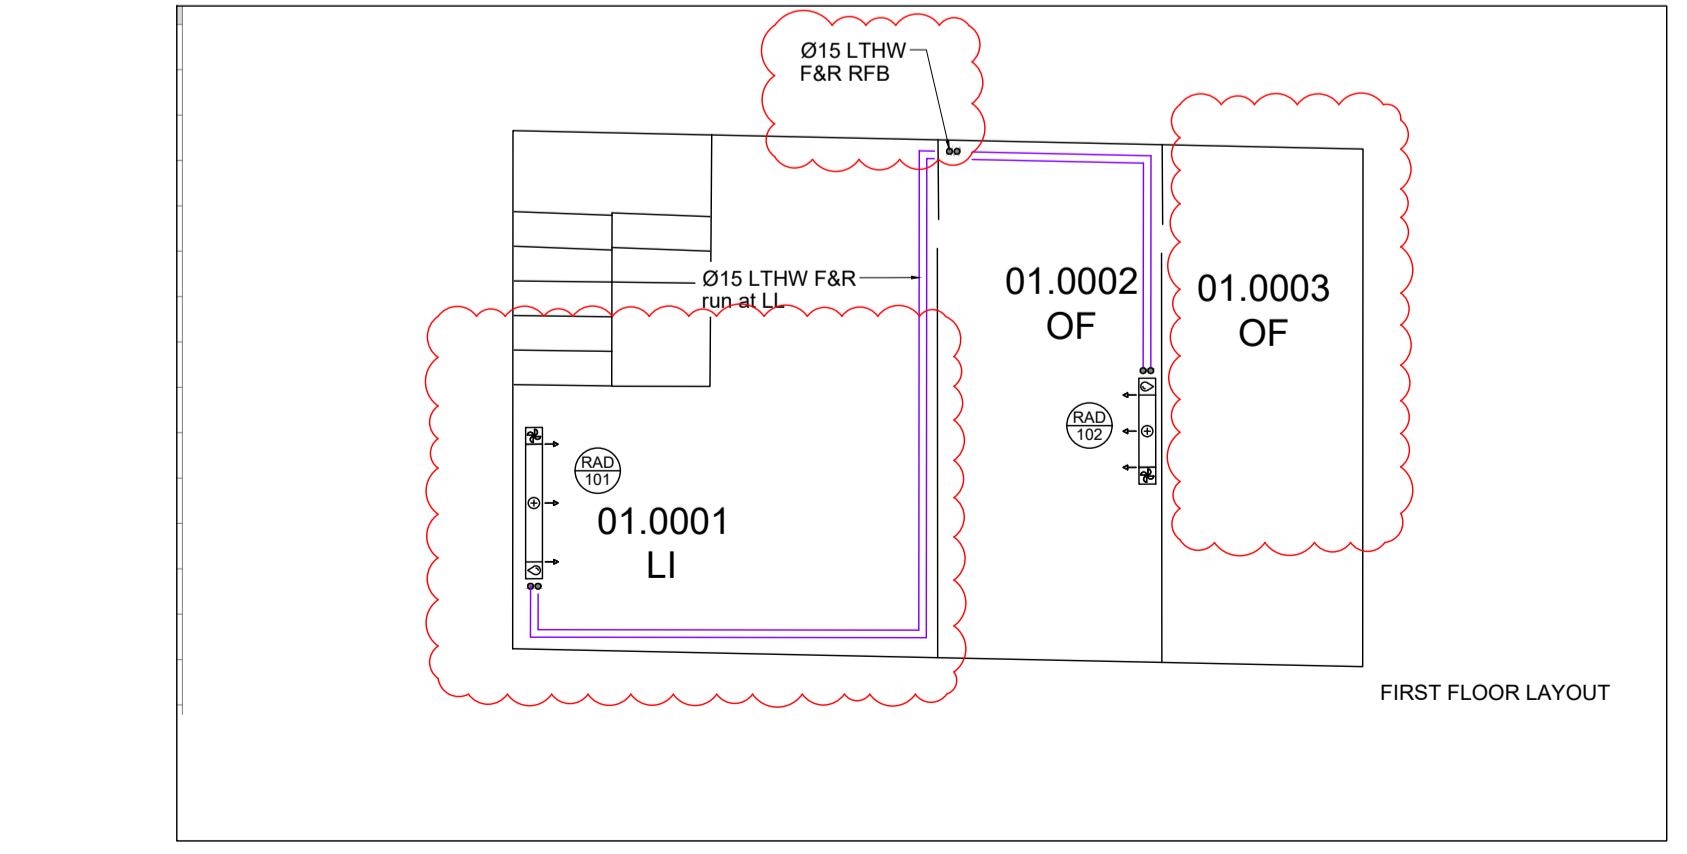 Ø15 LTHW
F&R RFB
Ø15 LTHW F&R
run at LL
01.0002
OF
01.0003
OF
RAD
102
RAD
101
01.0001
LI
FIRST FLOOR LAYOUT